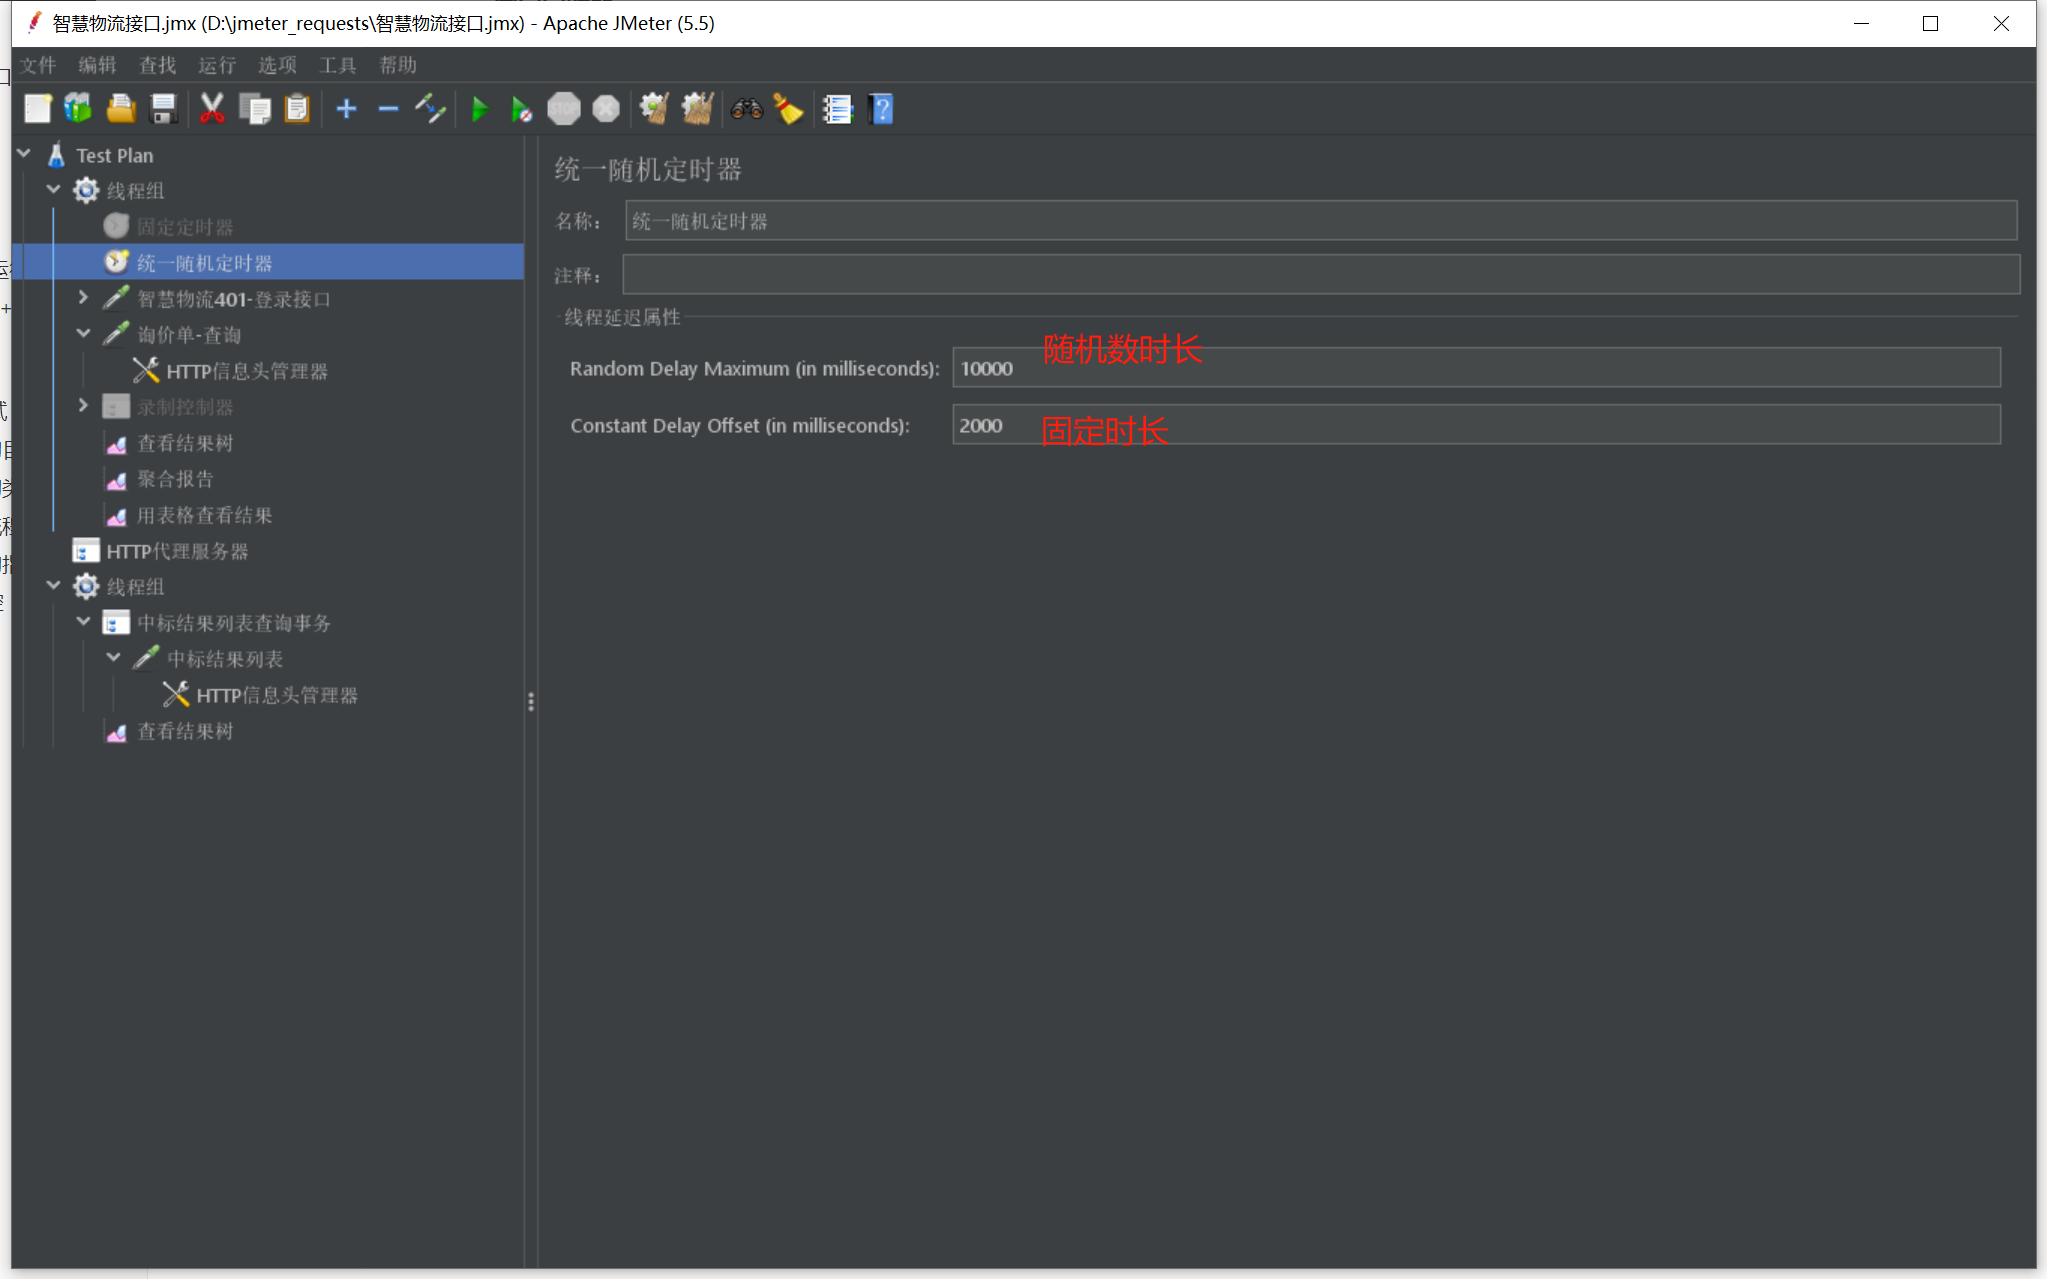 智慧物流接口.jmx (D:\jmeter_requests\智慧物流接口.jmx) - Apache JMeter (5.5)
文件 编辑 查找 运行 选项 工具 帮助
STOP
Test Plan
线程组
固定定时器
统一随机定时器
智慧物流401-登录接口
询价单-查询
HTTP信息头管理器
录制控制器
查看结果树
聚合报告
用表格查看结果
HTTP代理服务器
线程组
中标结果列表查询事务
中标结果列表
HTTP信息头管理器
查看结果树
统一随机定时器
名称： 统一随机定时器
注释：
线程延迟属性
Random Delay Maximum (in milliseconds): 10000 随机数时长
Constant Delay Offset (in milliseconds): 2000 固定时长